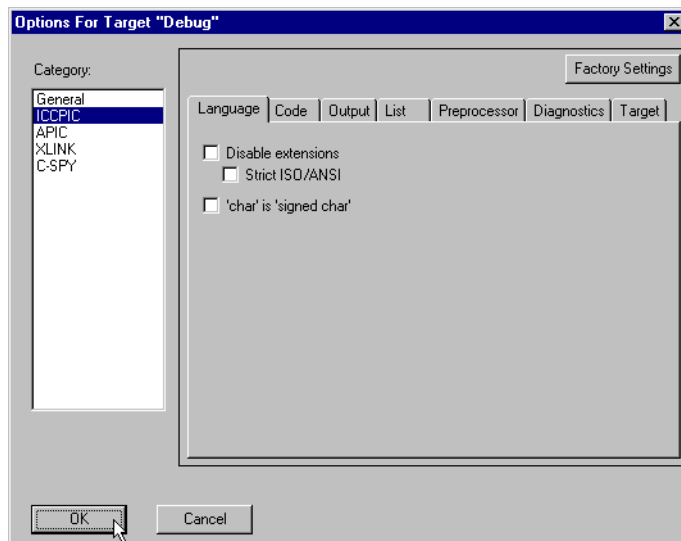 Options For Target "Debug"
Category:
Factory Settings
General
ICCPIC
APIC
XLINK
C-SPY
Language Code Output List Preprocessor Diagnostics Target
Disable extensions
Strict ISO/ANSI
'char' is 'signed char'
OK Cancel